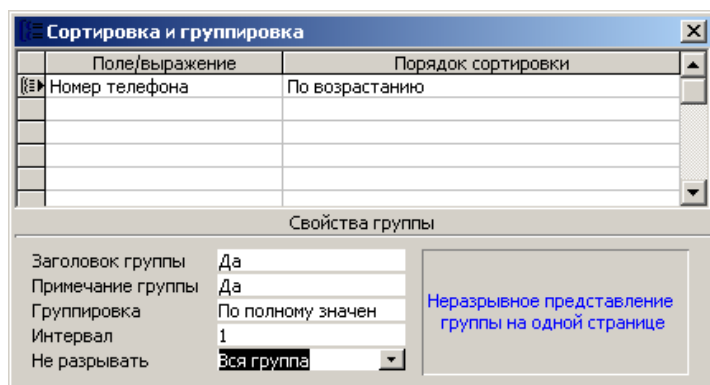 Сортировка и группировка
Поле/выражение Порядок сортировки
Номер телефона По возрастанию
Свойства группы
Заголовок группы Да
Примечание группы Да
Группировка По полному значен
Интервал 1
Не разрывать Вся группа
Неразрывное представление
группы на одной странице